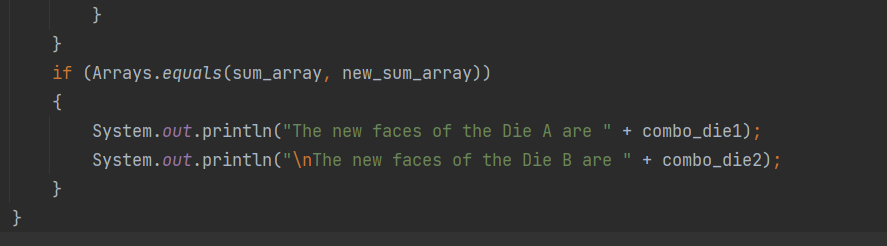 }
}
if (Arrays.equals(sum_array, new_sum_array))
{
System.out.println("The new faces of the Die A are " + combo_die1);
System.out.println("\nThe new faces of the Die B are " + combo_die2);
}
}